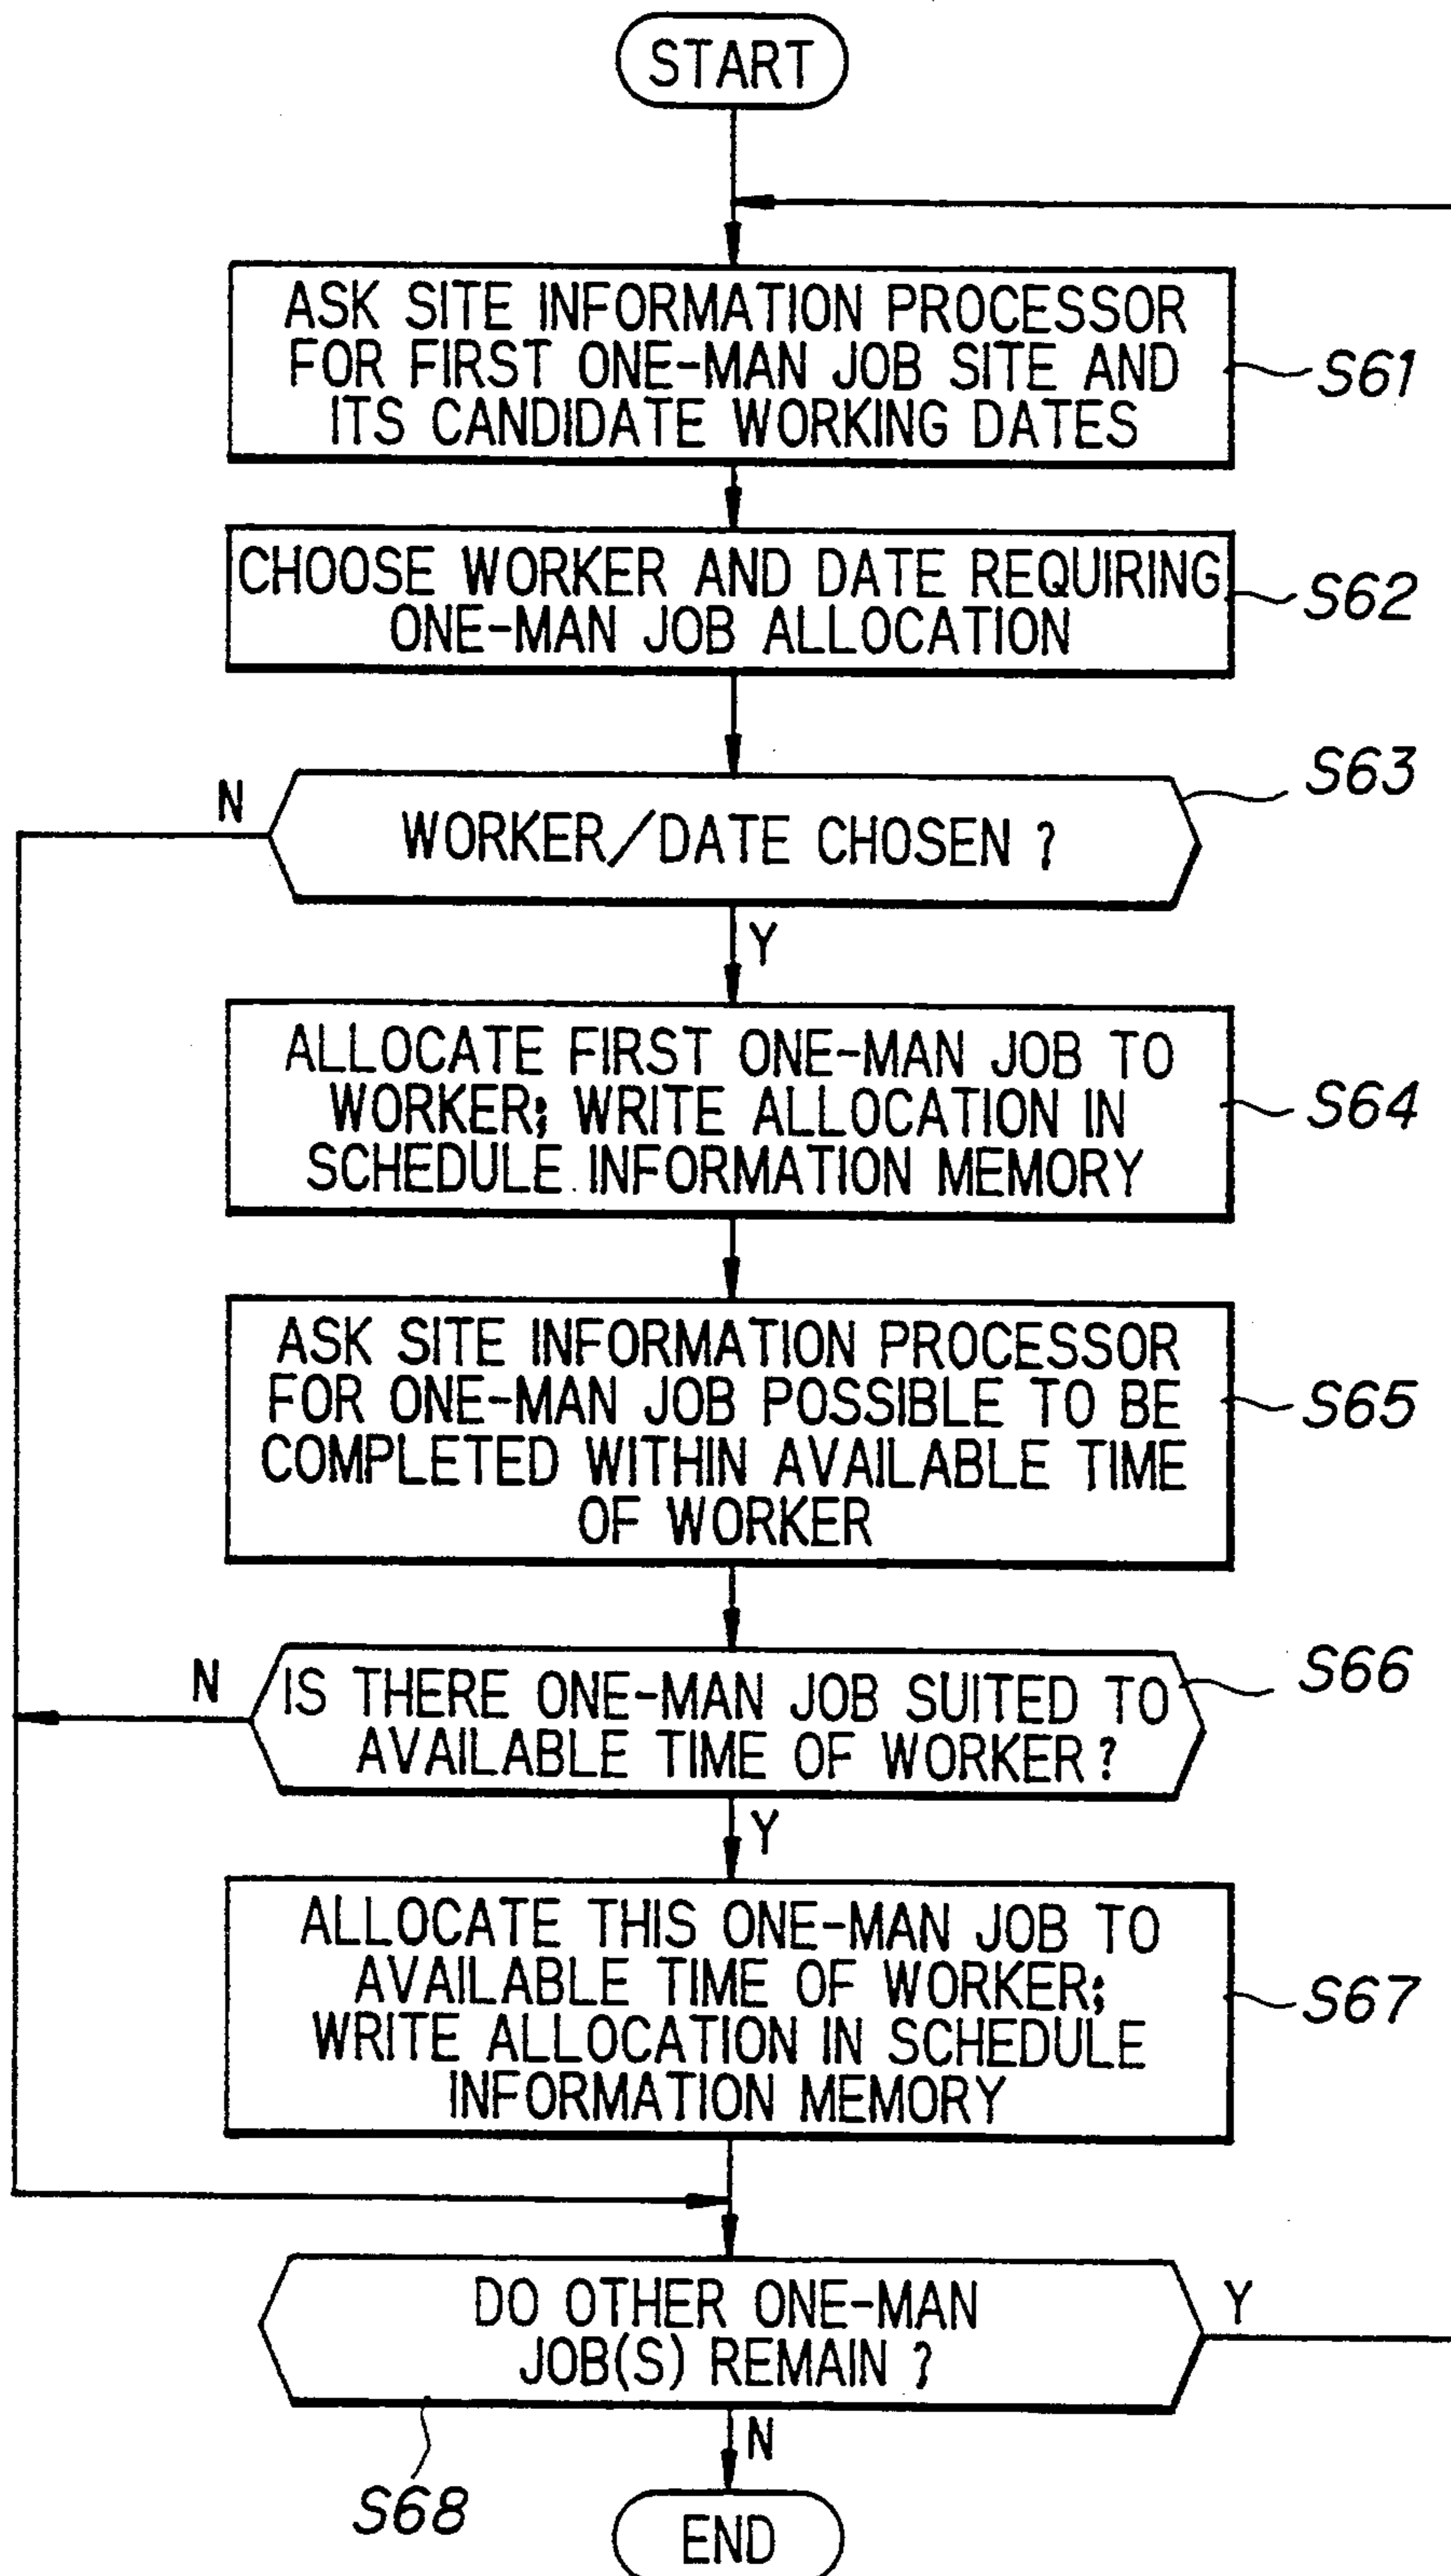 START
ASK SITE INFORMATION PROCESSOR
FOR FIRST ONE-MAN JOB SITE AND
ITS CANDIDATE WORKING DATES
S61
CHOOSE WORKER AND DATE REQUIRING
ONE-MAN JOB ALLOCATION
S62
S63
N
WORKER/DATE CHOSEN ?
Y
ALLOCATE FIRST ONE-MAN JOB TO
WORKER; WRITE ALLOCATION IN
SCHEDULE INFORMATION MEMORY
S64
ASK SITE INFORMATION PROCESSOR
FOR ONE-MAN JOB POSSIBLE TO BE
COMPLETED WITHIN AVAILABLE TIME
OF WORKER
S65
S66
N
IS THERE ONE-MAN JOB SUITED TO
AVAILABLE TIME OF WORKER ?
Y
ALLOCATE THIS ONE-MAN JOB TO
AVAILABLE TIME OF WORKER;
WRITE ALLOCATION IN SCHEDULE
INFORMATION MEMORY
S67
DO OTHER ONE-MAN
JOB(S) REMAIN ?
Y
N
S68
END